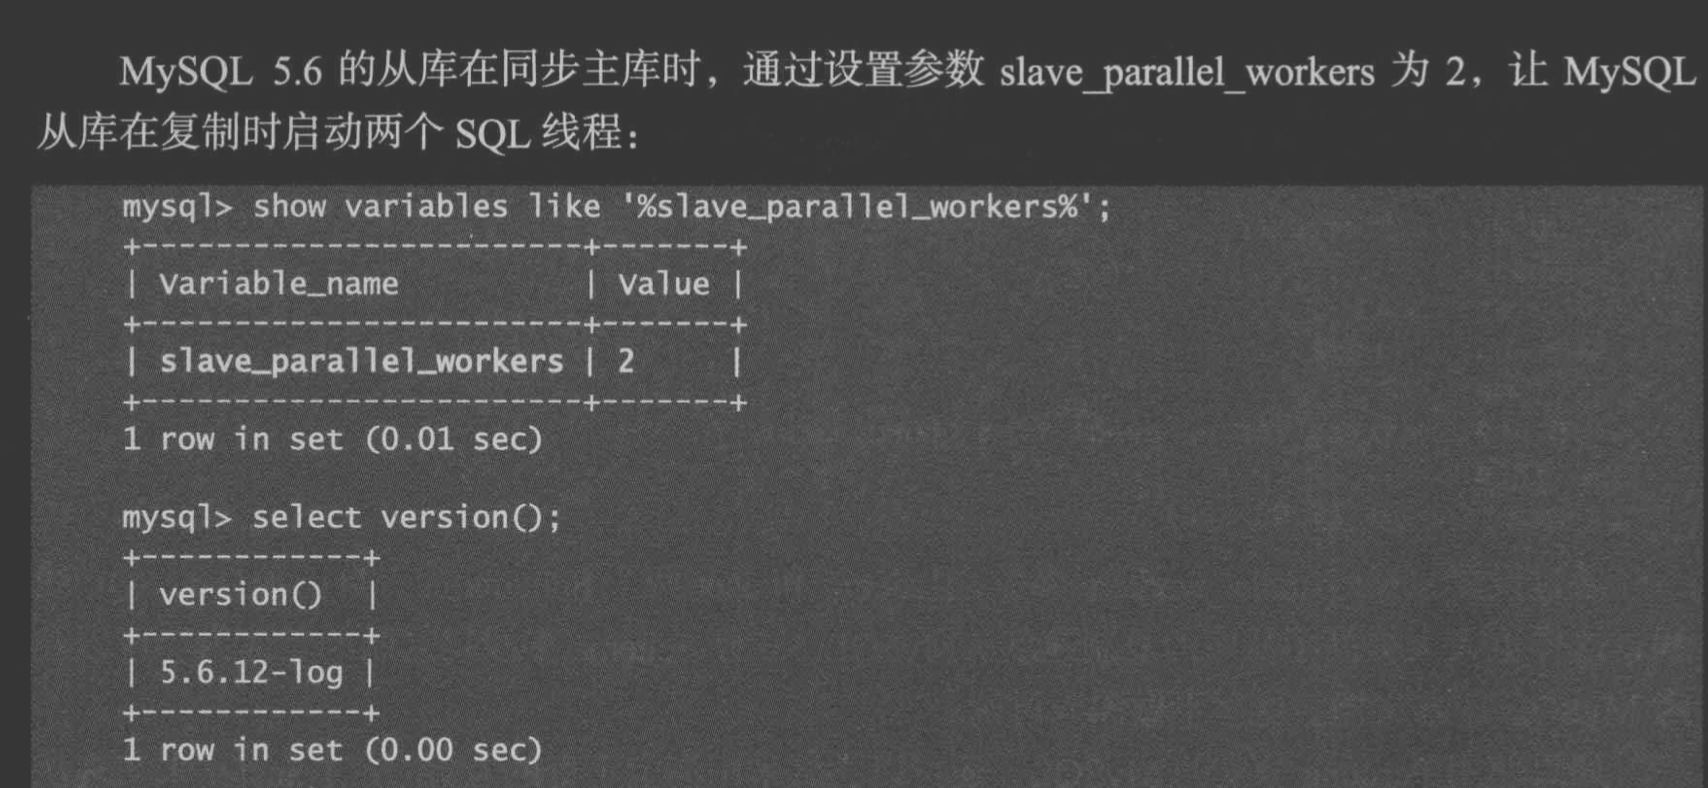 MySQL 5.6 的从库在同步主库时，通过设置参数 slave_parallel_workers 为 2，让 MySQL
从库在复制时启动两个 SQL 线程：
mysql> show variables like '%slave_parallel_workers%';
+------------------------+-------+
| Variable_name          | Value |
+------------------------+-------+
| slave_parallel_workers | 2     |
+------------------------+-------+
1 row in set (0.01 sec)
mysql> select version();
+------------+
| version()  |
+------------+
| 5.6.12-log |
+------------+
1 row in set (0.00 sec)